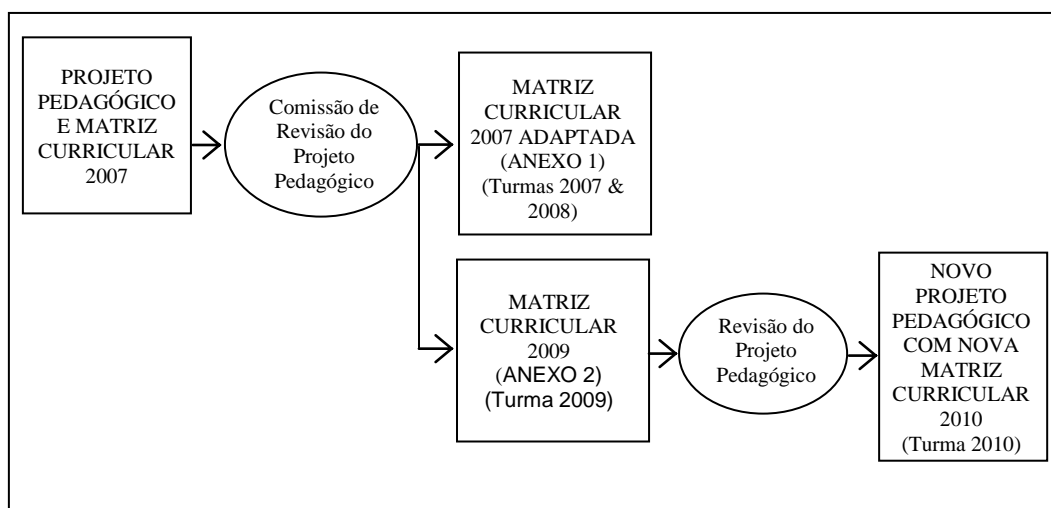 PROJETO
PEDAGÓGICO
E MATRIZ
CURRICULAR
2007
Comissão de
Revisão do
Projeto
Pedagógico
MATRIZ
CURRICULAR
2007 ADAPTADA
(ANEXO 1)
(Turmas 2007 &
2008)
MATRIZ
CURRICULAR
2009
(ANEXO 2)
(Turma 2009)
Revisão do
Projeto
Pedagógico
NOVO
PROJETO
PEDAGÓGICO
COM NOVA
MATRIZ
CURRICULAR
2010
(Turma 2010)